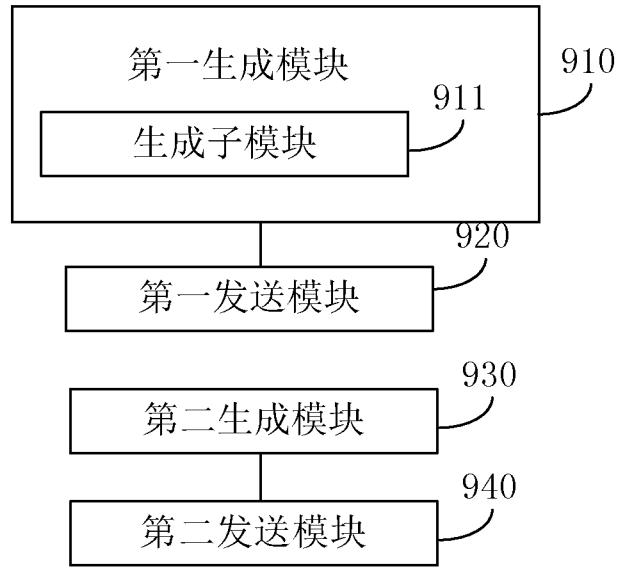 第一生成模块
910
911
生成子模块
920
第一发送模块
930
第二生成模块
940
第二发送模块